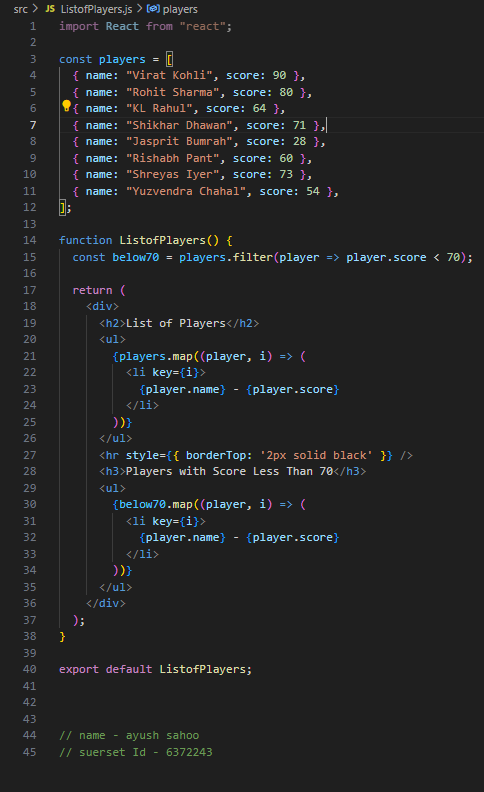 src > JS ListofPlayers.js > players
1 import React from "react";
2
3 const players = [
4   { name: "Virat Kohli", score: 90 },
5   { name: "Rohit Sharma", score: 80 },
6   { name: "KL Rahul", score: 64 },
7   { name: "Shikhar Dhawan", score: 71 },
8   { name: "Jasprit Bumrah", score: 28 },
9   { name: "Rishabh Pant", score: 60 },
10   { name: "Shreyas Iyer", score: 73 },
11   { name: "Yuzvendra Chahal", score: 54 },
12 ];
13
14 function ListofPlayers() {
15   const below70 = players.filter(player => player.score < 70);
16
17   return (
18     <div>
19       <h2>List of Players</h2>
20       <ul>
21         {players.map((player, i) => (
22           <li key={i}>
23             {player.name} - {player.score}
24           </li>
25         ))}
26       </ul>
27       <hr style={{ borderTop: '2px solid black' }} />
28       <h3>Players with Score Less Than 70</h3>
29       <ul>
30         {below70.map((player, i) => (
31           <li key={i}>
32             {player.name} - {player.score}
33           </li>
34         ))}
35       </ul>
36     </div>
37   );
38 }
39
40 export default ListofPlayers;
41
42
43
44 // name - ayush sahoo
45 // suerset Id - 6372243